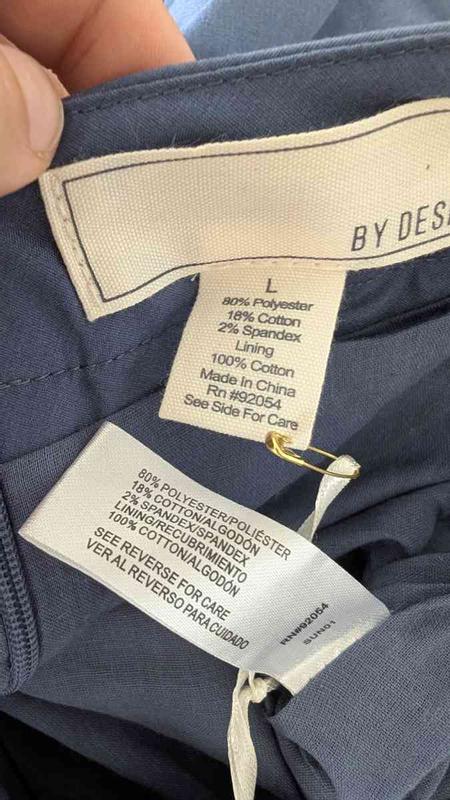 BY DESI
L
80% Polyester
18% Cotton
2% Spandex
Lining
100% Cotton
Made In China
Rn #92054
See Side For Care
80% POLYESTER/POLIÉSTER
18% COTTON/ALGODÓN
2% SPANDEX/SPANDEX
LINING/RECUBRIMIENTO
100% COTTON/ALGODÓN
SEE REVERSE FOR CARE
VER AL REVERSO PARA CUIDADO
RN#92054
SUN01